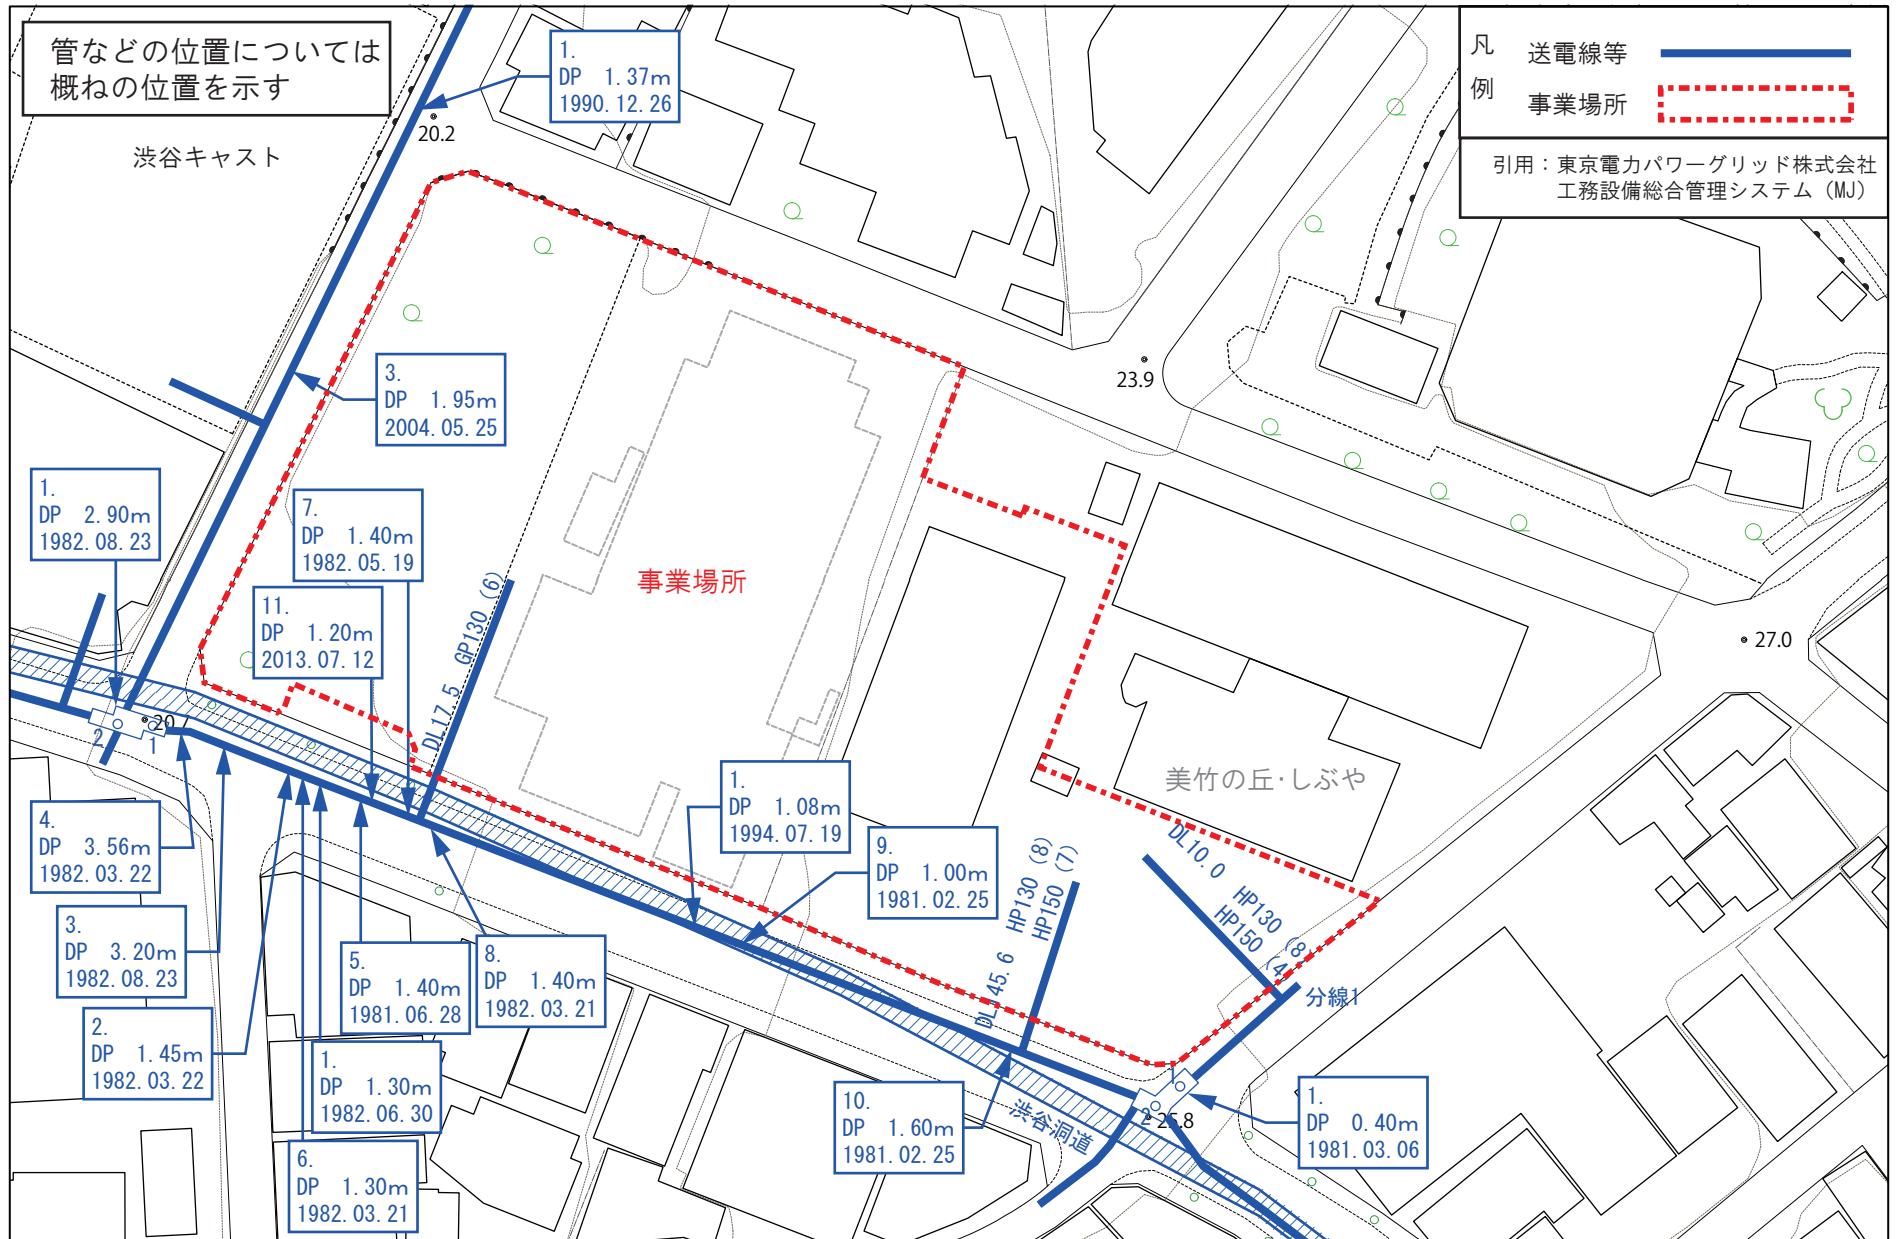 管などの位置については
概ねの位置を示す
凡
例
送電線等
事業場所
引用：東京電力パワーグリッド株式会社
工務設備総合管理システム（MJ）
1.
DP 1.37m
1990.12.26
20.2
渋谷キャスト
3.
DP 1.95m
2004.05.25
23.9
1.
DP 2.90m
1982.08.23
7.
DP 1.40m
1982.05.19
11.
DP 1.20m
2013.07.12
DL17.5 GP130 (6)
事業場所
27.0
2
1
20
美竹の丘・しぶや
4.
DP 3.56m
1982.03.22
1.
DP 1.08m
1994.07.19
9.
DP 1.00m
1981.02.25
DL145.6 HP130 (8)
HP150 (7)
DL10.0 HP130 (8)
HP150 (4
分線1
3.
DP 3.20m
1982.08.23
5.
DP 1.40m
1981.06.28
8.
DP 1.40m
1982.03.21
2.
DP 1.45m
1982.03.22
1.
DP 1.30m
1982.06.30
6.
DP 1.30m
1982.03.21
10.
DP 1.60m
1981.02.25
渋谷洞道
1
2
25.8
1.
DP 0.40m
1981.03.06